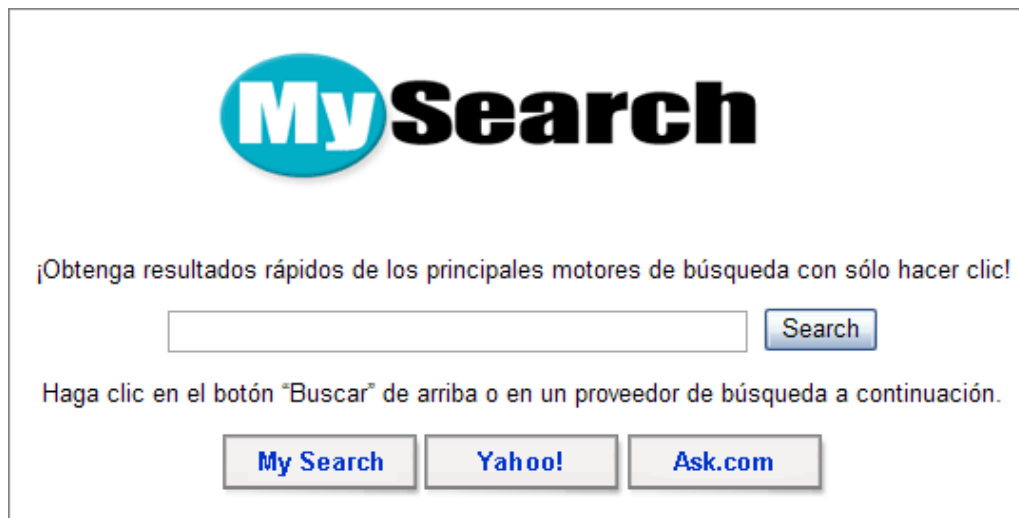 MySearch
¡Obtenga resultados rápidos de los principales motores de búsqueda con sólo hacer clic!
Search
Haga clic en el botón “Buscar” de arriba o en un proveedor de búsqueda a continuación.
My Search Yahoo! Ask.com